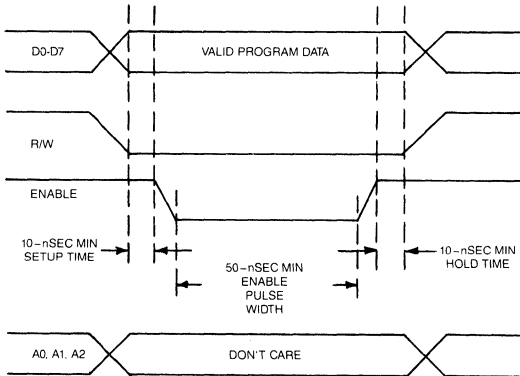 D0-D7
VALID PROGRAM DATA
R/W
ENABLE
10-nSEC MIN
SETUP TIME
50-nSEC MIN
ENABLE
PULSE
WIDTH
10-nSEC MIN
HOLD TIME
A0, A1, A2
DON'T CARE